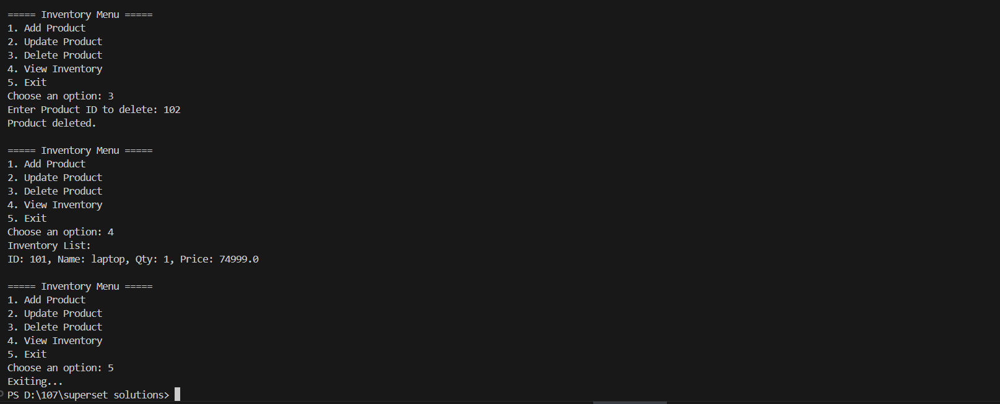 ===== Inventory Menu =====
1. Add Product
2. Update Product
3. Delete Product
4. View Inventory
5. Exit
Choose an option: 3
Enter Product ID to delete: 102
Product deleted.

===== Inventory Menu =====
1. Add Product
2. Update Product
3. Delete Product
4. View Inventory
5. Exit
Choose an option: 4
Inventory List:
ID: 101, Name: laptop, Qty: 1, Price: 74999.0

===== Inventory Menu =====
1. Add Product
2. Update Product
3. Delete Product
4. View Inventory
5. Exit
Choose an option: 5
Exiting...
PS D:\107\superset solutions>